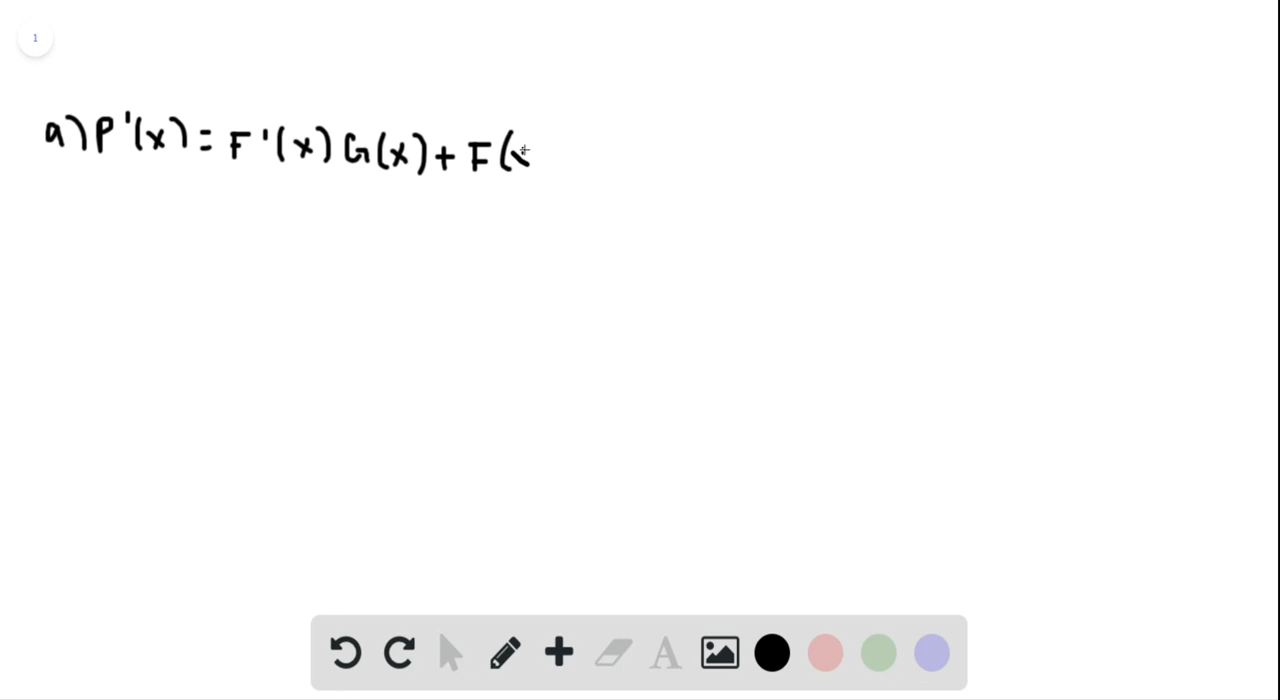 1
a) P'(x) = F'(x) G(x) + F(x
A